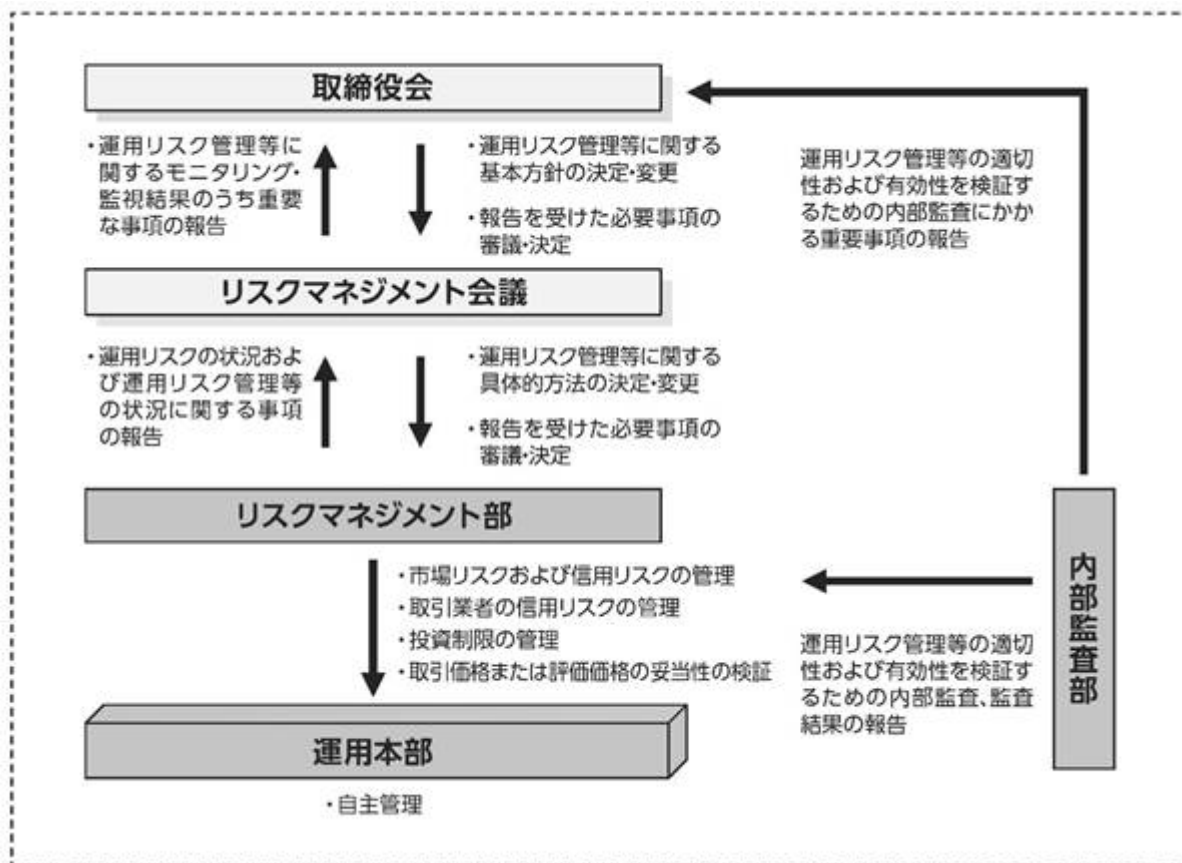 取締役会
・運用リスク管理等に
関するモニタリング・
監視結果のうち重要
な事項の報告
・運用リスク管理等に関する
基本方針の決定・変更
・報告を受けた必要事項の
審議・決定
運用リスク管理等の適切
性および有効性を検証す
るための内部監査にかか
る重要事項の報告
リスクマネジメント会議
・運用リスクの状況およ
び運用リスク管理等
の状況に関する事項
の報告
・運用リスク管理等に関する
具体的方法の決定・変更
・報告を受けた必要事項の
審議・決定
リスクマネジメント部
・市場リスクおよび信用リスクの管理
・取引業者の信用リスクの管理
・投資制限の管理
・取引価格または評価価格の妥当性の検証
運用リスク管理等の適切
性および有効性を検証す
るための内部監査、監査
結果の報告
内部監査部
運用本部
・自主管理